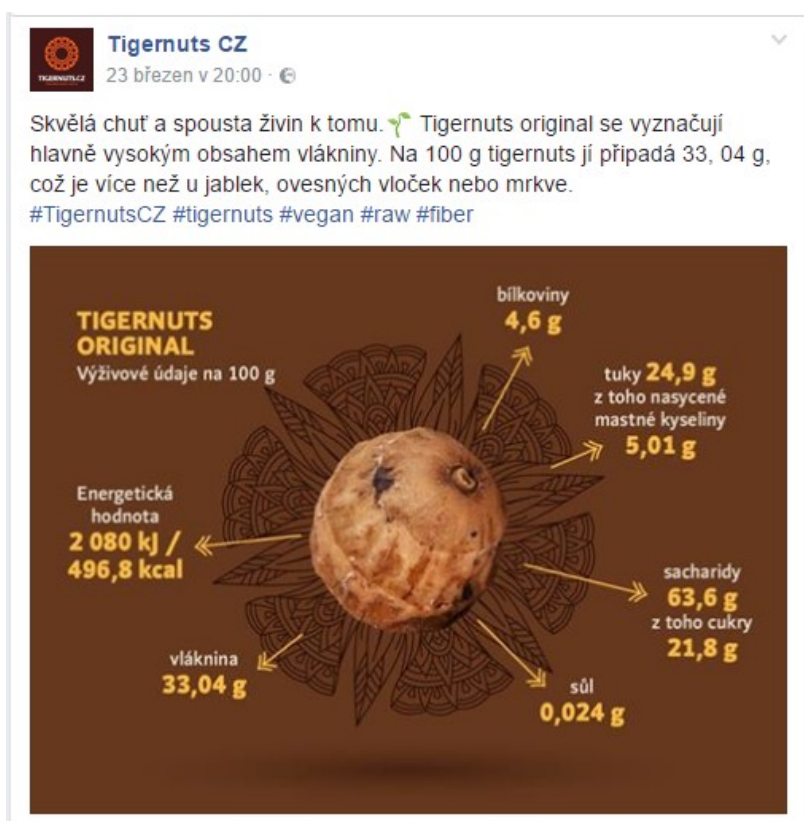 Tigernuts CZ
23 březen v 20:00 ·
TIGERNUTS.CZ
Skvělá chuť a spousta živin k tomu. Tigernuts original se vyznačují
hlavně vysokým obsahem vlákniny. Na 100 g tigernuts jí připadá 33, 04 g,
což je více než u jablek, ovesných vloček nebo mrkve.
#TigernutsCZ #tigernuts #vegan #raw #fiber
TIGERNUTS
ORIGINAL
Výživové údaje na 100 g
bílkoviny
4,6 g
tuky 24,9 g
z toho nasycené
mastné kyseliny
5,01 g
Energetická
hodnota
2 080 kJ /
496,8 kcal
sacharidy
63,6 g
z toho cukry
21,8 g
vláknina
33,04 g
sůl
0,024 g